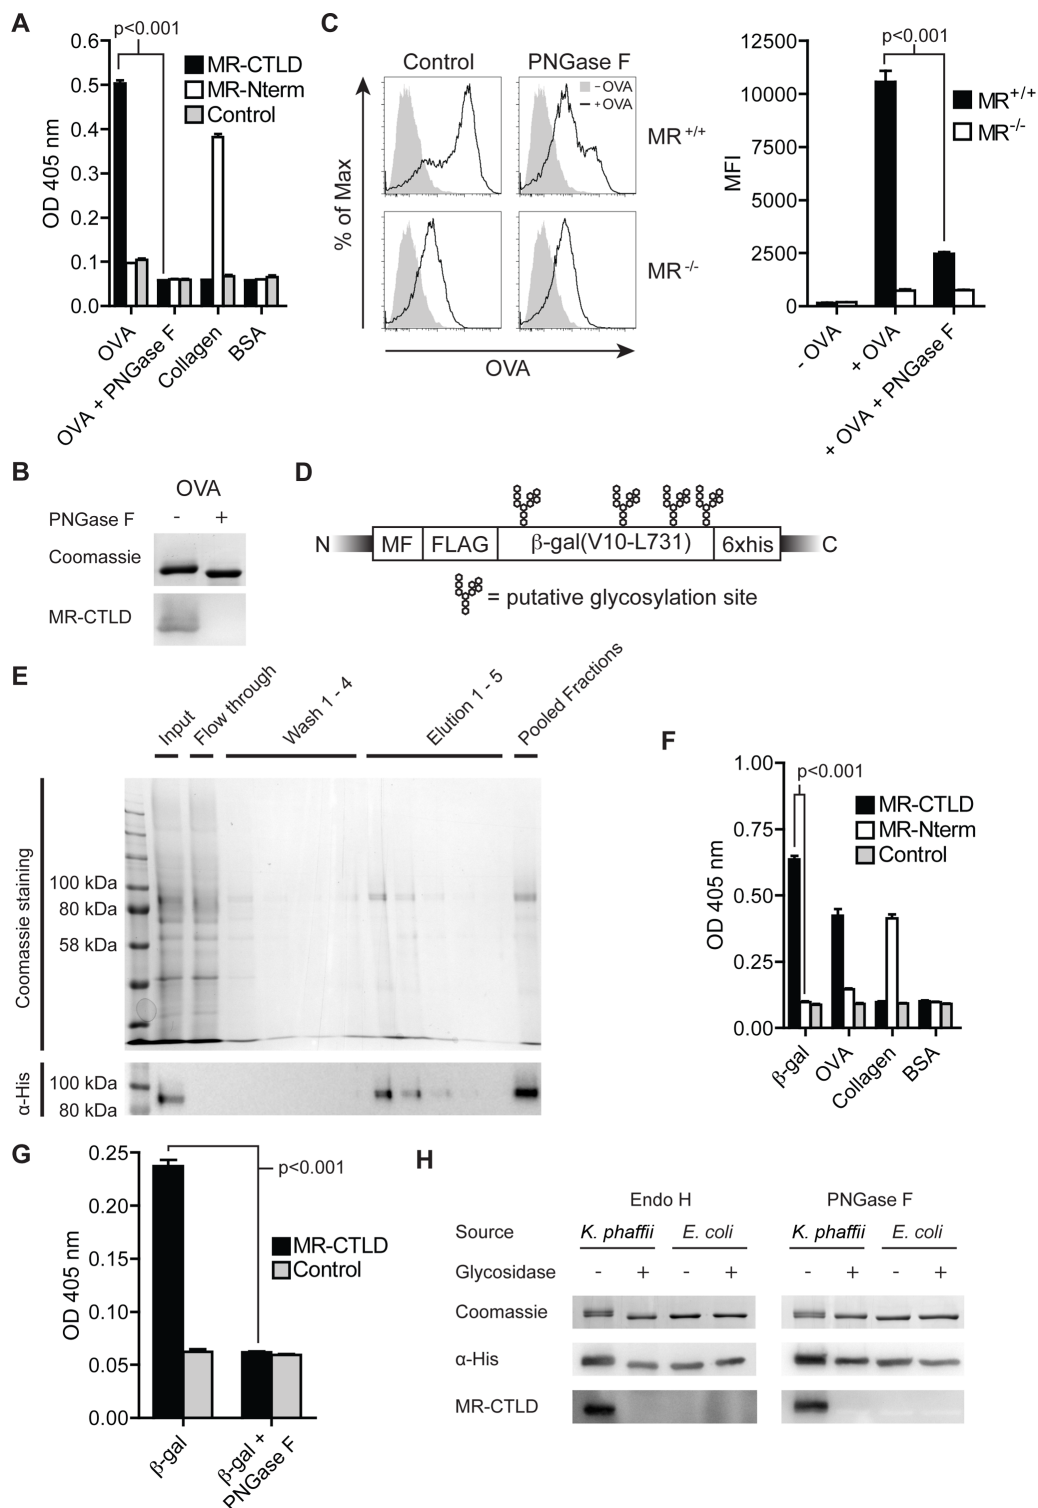 A
p<0.001
0.6
0.5
0.4
0.3
0.2
0.1
0.0
OD 405 nm
MR-CTLD
MR-Nterm
Control
OVA
OVA + PNGase F
Collagen
BSA
C
Control
PNGase F
- OVA
+ OVA
MR+/+
MR-/-
% of Max
OVA
12500
10000
7500
5000
2500
0
MFI
p<0.001
MR+/+
MR-/-
- OVA
+ OVA
+ OVA + PNGase F
B
OVA
PNGase F - +
Coomassie
MR-CTLD
D
N MF FLAG β-gal(V10-L731) 6xhis C
= putative glycosylation site
E
Input
Flow through
Wash 1 - 4
Elution 1 - 5
Pooled Fractions
Coomassie staining
100 kDa
80 kDa
58 kDa
α-His
100 kDa
80 kDa
F
1.00
0.75
0.50
0.25
0.00
OD 405 nm
p<0.001
MR-CTLD
MR-Nterm
Control
β-gal
OVA
Collagen
BSA
G
0.25
0.20
0.15
0.10
0.05
0.00
OD 405 nm
p<0.001
MR-CTLD
Control
β-gal
β-gal +
PNGase F
H
Endo H PNGase F
Source K. phaffii E. coli K. phaffii E. coli
Glycosidase - + - + - + - +
Coomassie
α-His
MR-CTLD